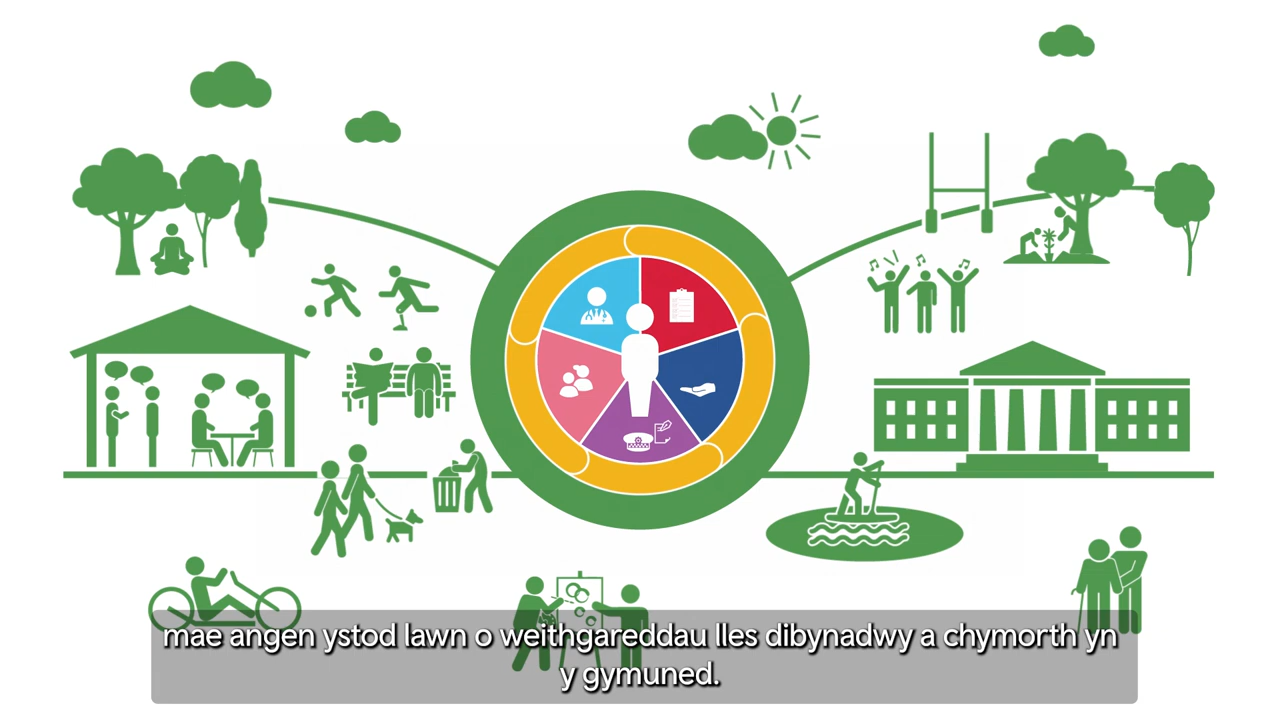 mae angen ystod lawn o weithgareddau lles dibynadwy a chymorth yn
y gymuned.